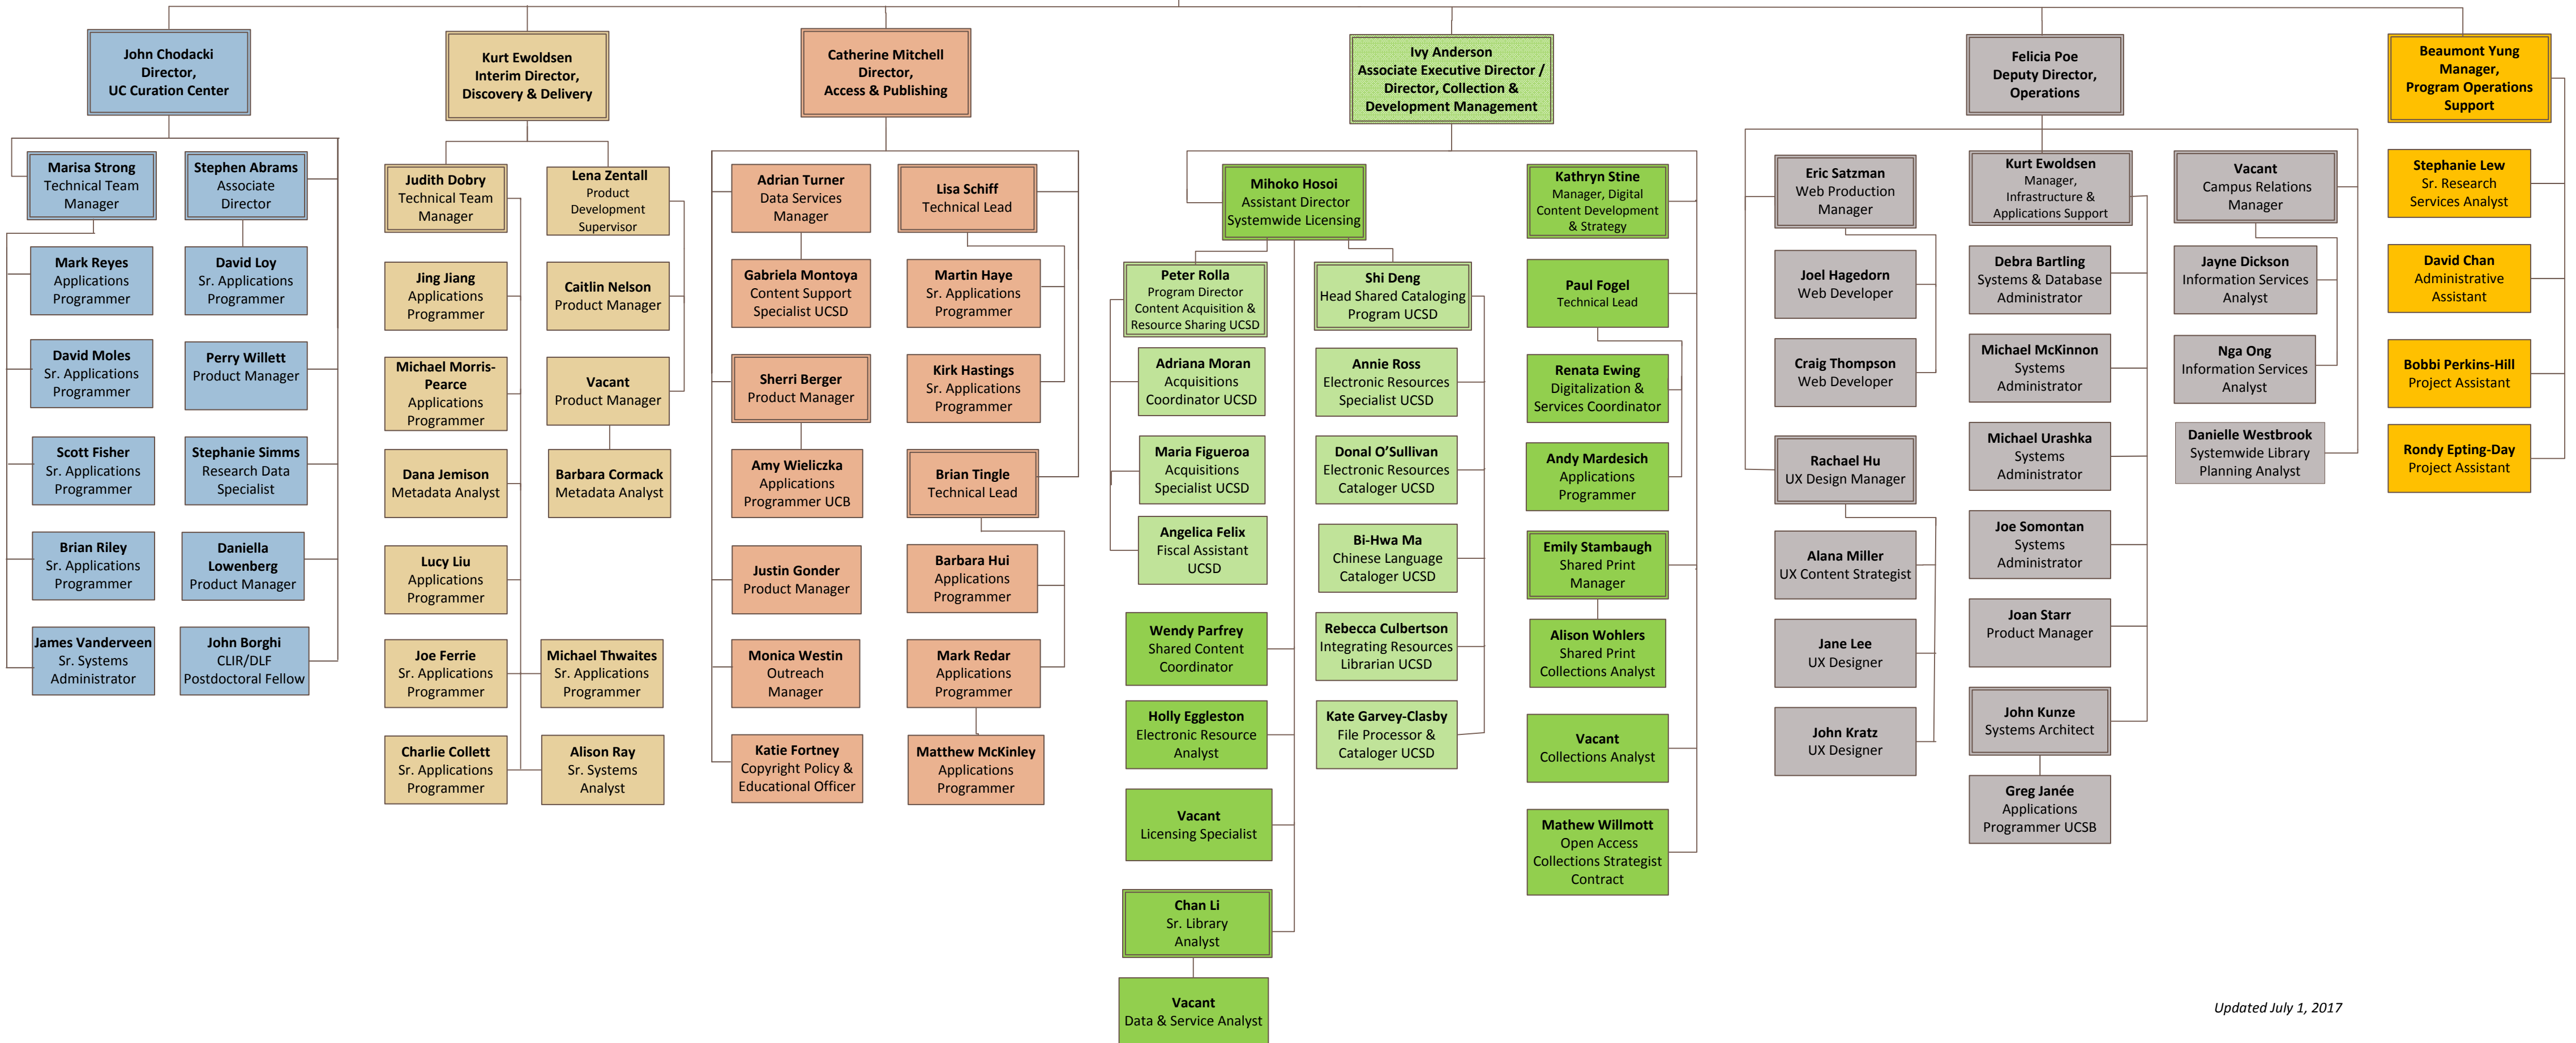 John Chodacki
Director,
UC Curation Center
Kurt Ewoldsen
Interim Director,
Discovery & Delivery
Catherine Mitchell
Director,
Access & Publishing
Ivy Anderson
Associate Executive Director /
Director, Collection &
Development Management
Felicia Poe
Deputy Director,
Operations
Beaumont Yung
Manager,
Program Operations
Support
Marisa Strong
Technical Team
Manager
Mark Reyes
Applications
Programmer
David Moles
Sr. Applications
Programmer
Scott Fisher
Sr. Applications
Programmer
Brian Riley
Sr. Applications
Programmer
James Vanderveen
Sr. Systems
Administrator
Stephen Abrams
Associate
Director
David Loy
Sr. Applications
Programmer
Perry Willett
Product Manager
Stephanie Simms
Research Data
Specialist
Daniella
Lowenberg
Product Manager
John Borghi
CLIR/DLF
Postdoctoral Fellow
Judith Dobry
Technical Team
Manager
Jing Jiang
Applications
Programmer
Michael Morris-
Pearce
Applications
Programmer
Dana Jemison
Metadata Analyst
Lucy Liu
Applications
Programmer
Joe Ferrie
Sr. Applications
Programmer
Charlie Collett
Sr. Applications
Programmer
Lena Zentall
Product
Development
Supervisor
Caitlin Nelson
Product Manager
Vacant
Product Manager
Barbara Cormack
Metadata Analyst
Michael Thwaites
Sr. Applications
Programmer
Alison Ray
Sr. Systems
Analyst
Adrian Turner
Data Services
Manager
Gabriela Montoya
Content Support
Specialist UCSD
Sherri Berger
Product Manager
Amy Wieliczka
Applications
Programmer UCB
Justin Gonder
Product Manager
Monica Westin
Outreach
Manager
Katie Fortney
Copyright Policy &
Educational Officer
Lisa Schiff
Technical Lead
Martin Haye
Sr. Applications
Programmer
Kirk Hastings
Sr. Applications
Programmer
Brian Tingle
Technical Lead
Barbara Hui
Applications
Programmer
Mark Redar
Applications
Programmer
Matthew McKinley
Applications
Programmer
Mihoko Hosoi
Assistant Director
Systemwide Licensing
Peter Rolla
Program Director
Content Acquisition &
Resource Sharing UCSD
Adriana Moran
Acquisitions
Coordinator UCSD
Maria Figueroa
Acquisitions
Specialist UCSD
Angelica Felix
Fiscal Assistant
UCSD
Wendy Parfrey
Shared Content
Coordinator
Holly Eggleston
Electronic Resource
Analyst
Vacant
Licensing Specialist
Chan Li
Sr. Library
Analyst
Vacant
Data & Service Analyst
Shi Deng
Head Shared Cataloging
Program UCSD
Annie Ross
Electronic Resources
Specialist UCSD
Donal O’Sullivan
Electronic Resources
Cataloger UCSD
Bi-Hwa Ma
Chinese Language
Cataloger UCSD
Rebecca Culbertson
Integrating Resources
Librarian UCSD
Kate Garvey-Clasby
File Processor &
Cataloger UCSD
Kathryn Stine
Manager, Digital
Content Development
& Strategy
Paul Fogel
Technical Lead
Renata Ewing
Digitalization &
Services Coordinator
Andy Mardesich
Applications
Programmer
Emily Stambaugh
Shared Print
Manager
Alison Wohlers
Shared Print
Collections Analyst
Vacant
Collections Analyst
Mathew Willmott
Open Access
Collections Strategist
Contract
Eric Satzman
Web Production
Manager
Joel Hagedorn
Web Developer
Craig Thompson
Web Developer
Rachael Hu
UX Design Manager
Alana Miller
UX Content Strategist
Jane Lee
UX Designer
John Kratz
UX Designer
Kurt Ewoldsen
Manager,
Infrastructure &
Applications Support
Debra Bartling
Systems & Database
Administrator
Michael McKinnon
Systems
Administrator
Michael Urashka
Systems
Administrator
Joe Somontan
Systems
Administrator
Joan Starr
Product Manager
John Kunze
Systems Architect
Greg Janée
Applications
Programmer UCSB
Vacant
Campus Relations
Manager
Jayne Dickson
Information Services
Analyst
Nga Ong
Information Services
Analyst
Danielle Westbrook
Systemwide Library
Planning Analyst
Stephanie Lew
Sr. Research
Services Analyst
David Chan
Administrative
Assistant
Bobbi Perkins-Hill
Project Assistant
Rondy Epting-Day
Project Assistant
Updated July 1, 2017